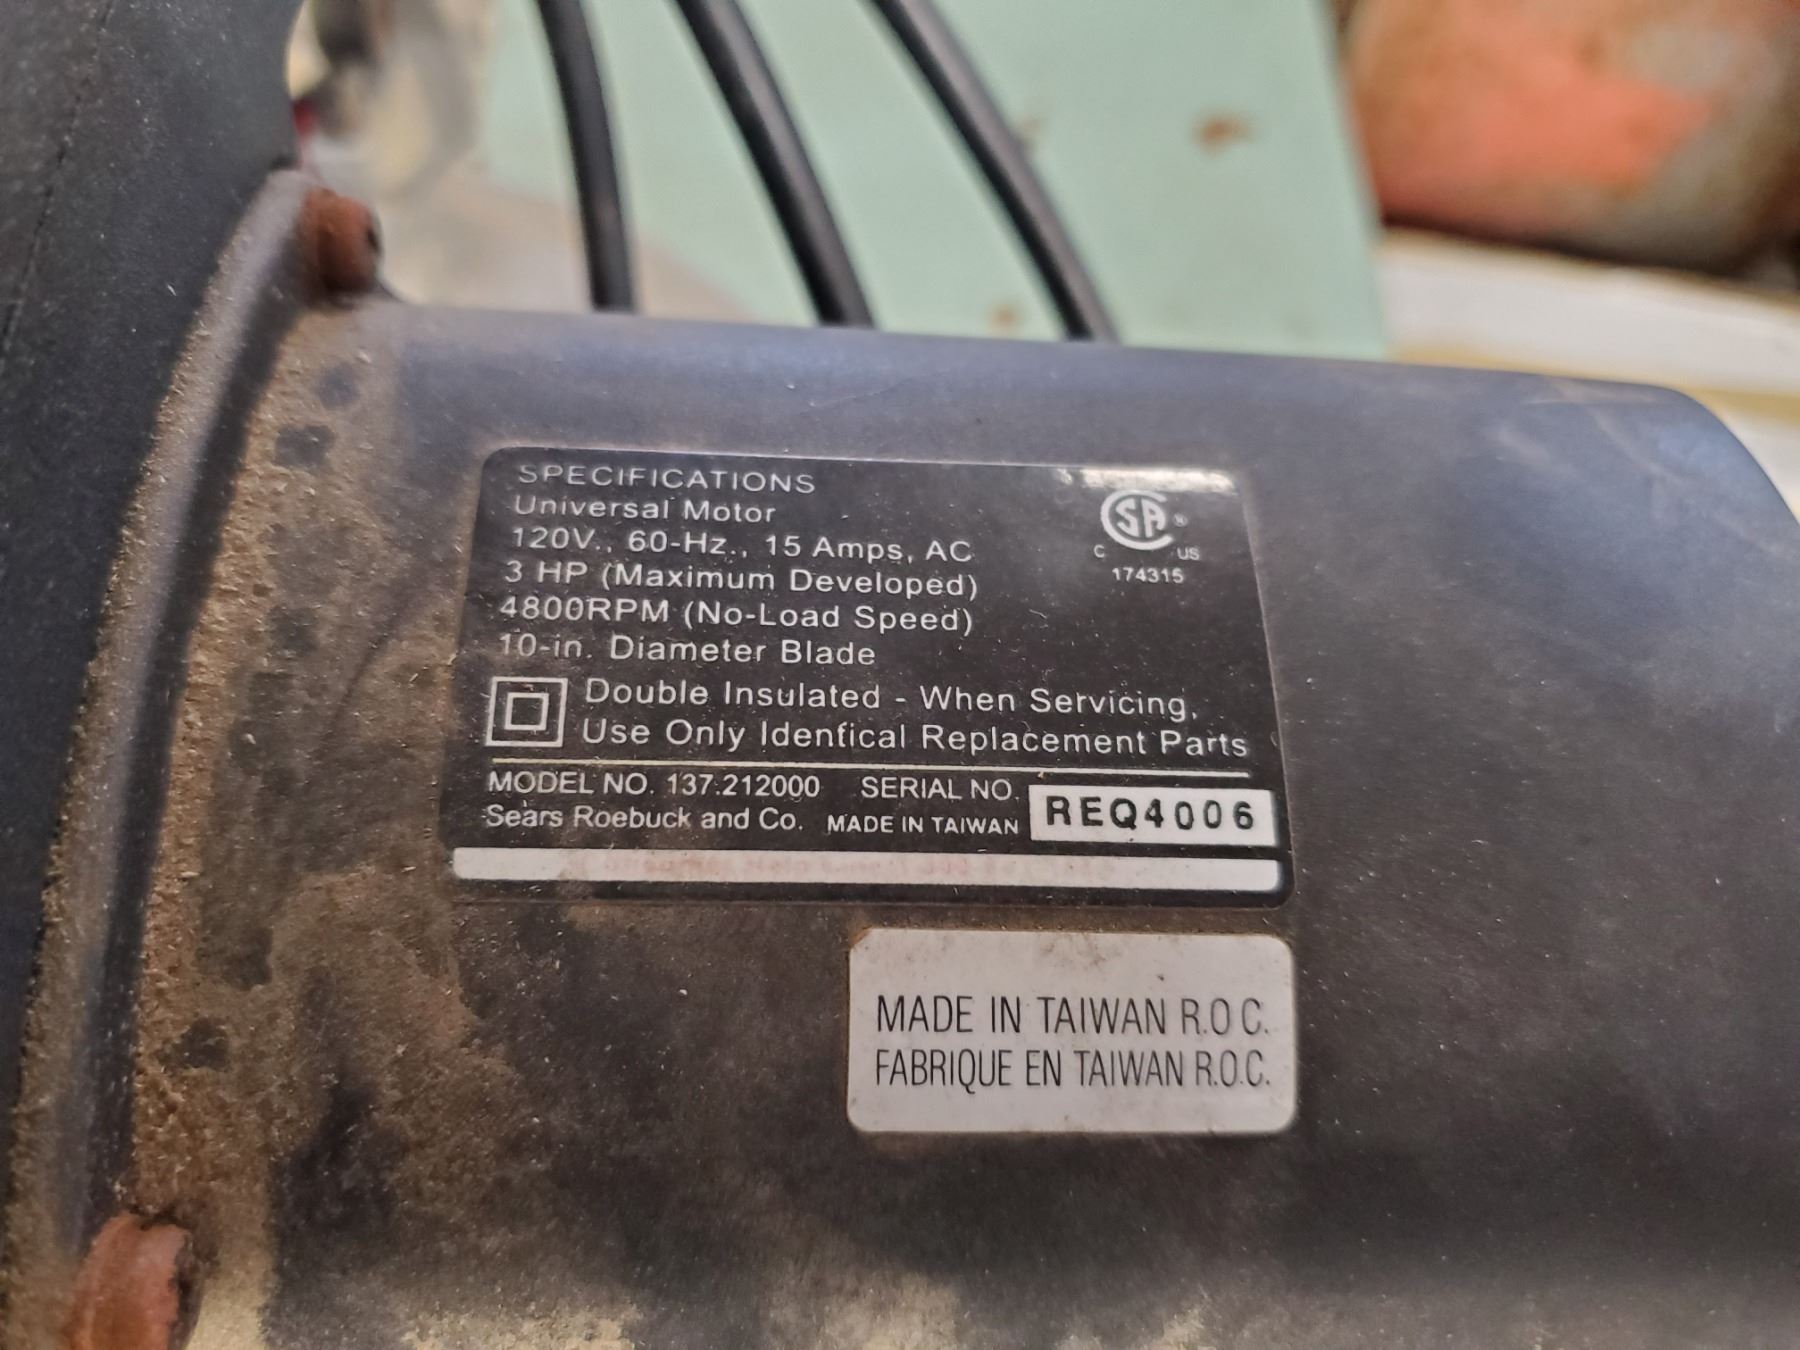 SPECIFICATIONS
Universal Motor
120V., 60-Hz., 15 Amps, AC
3 HP (Maximum Developed)
4800RPM (No-Load Speed)
10-in. Diameter Blade
CSA®
C US
174315
Double Insulated - When Servicing,
Use Only Identical Replacement Parts
MODEL NO. 137.212000 SERIAL NO. REQ4006
Sears Roebuck and Co. MADE IN TAIWAN
MADE IN TAIWAN R.O C.
FABRIQUE EN TAIWAN R.O.C.